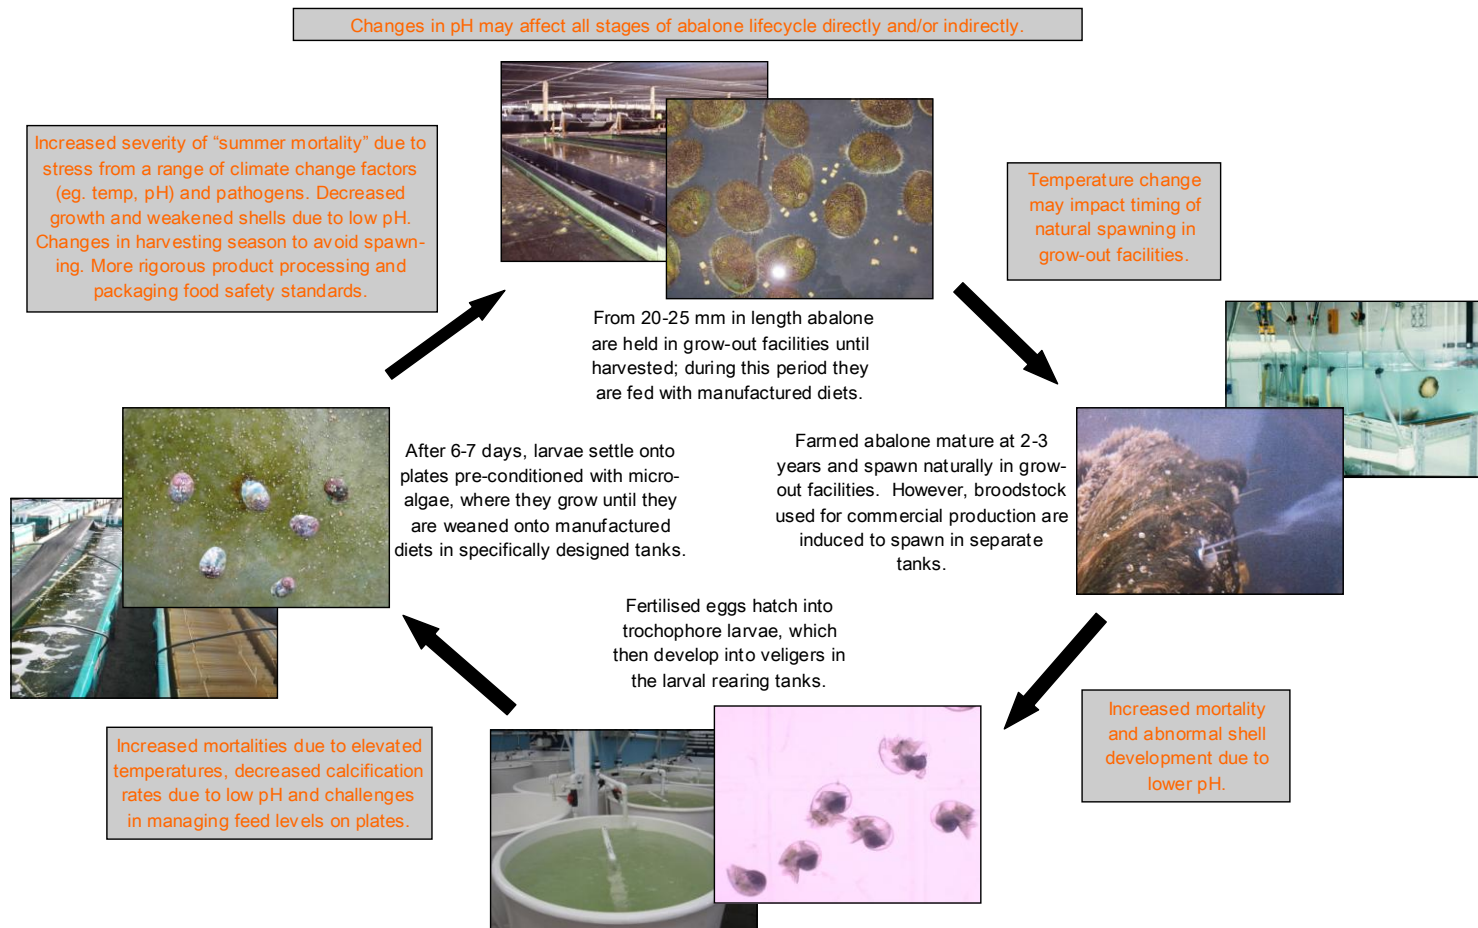 Changes in pH may affect all stages of abalone lifecycle directly and/or indirectly.
Increased severity of “summer mortality” due to
stress from a range of climate change factors
(eg. temp, pH) and pathogens. Decreased
growth and weakened shells due to low pH.
Changes in harvesting season to avoid spawn-
ing. More rigorous product processing and
packaging food safety standards.
Temperature change
may impact timing of
natural spawning in
grow-out facilities.
From 20-25 mm in length abalone
are held in grow-out facilities until
harvested; during this period they
are fed with manufactured diets.
After 6-7 days, larvae settle onto
plates pre-conditioned with micro-
algae, where they grow until they
are weaned onto manufactured
diets in specifically designed tanks.
Farmed abalone mature at 2-3
years and spawn naturally in grow-
out facilities.  However, broodstock
used for commercial production are
induced to spawn in separate
tanks.
Fertilised eggs hatch into
trochophore larvae, which
then develop into veligers in
the larval rearing tanks.
Increased mortalities due to elevated
temperatures, decreased calcification
rates due to low pH and challenges
in managing feed levels on plates.
Increased mortality
and abnormal shell
development due to
lower pH.